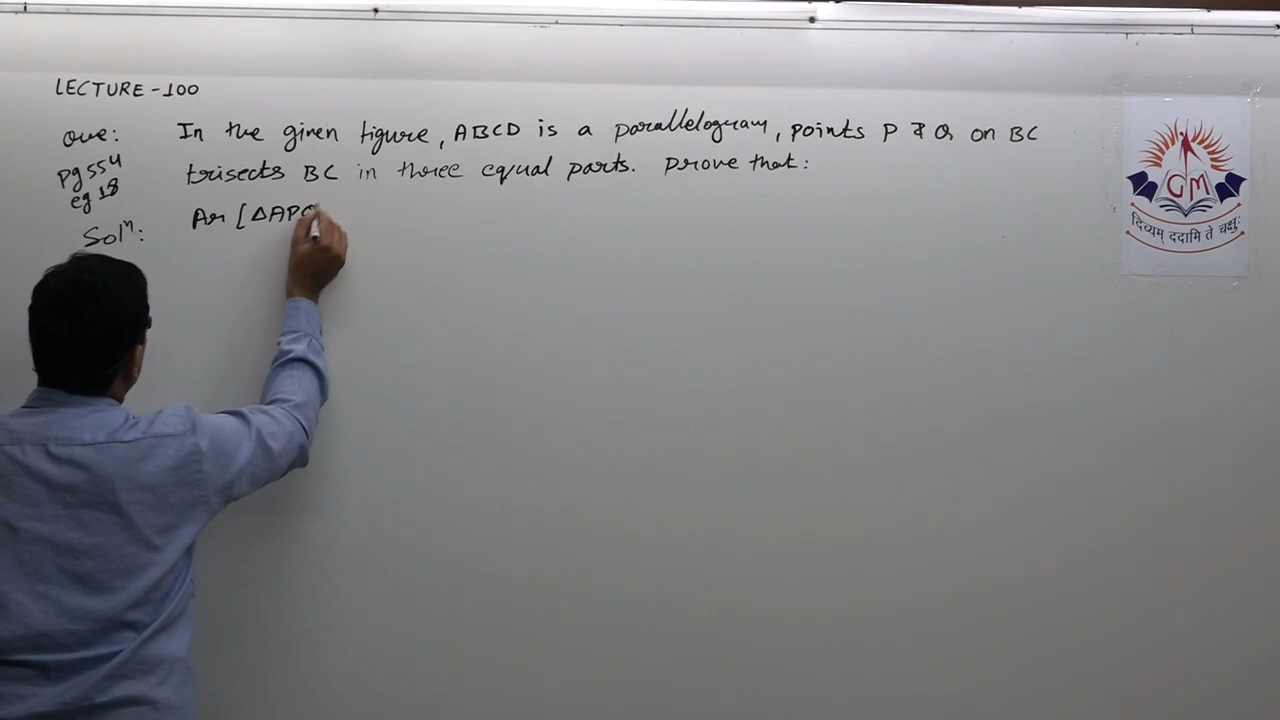 LECTURE - 100
Que: In the given figure, ABCD is a parallelogram, points P & Q on BC
pg 554 trisects BC in three equal parts. Prove that:
eg 18
Ar [ΔAPQ
Solⁿ:
GM
दिव्यम् ददामि ते चक्षुः